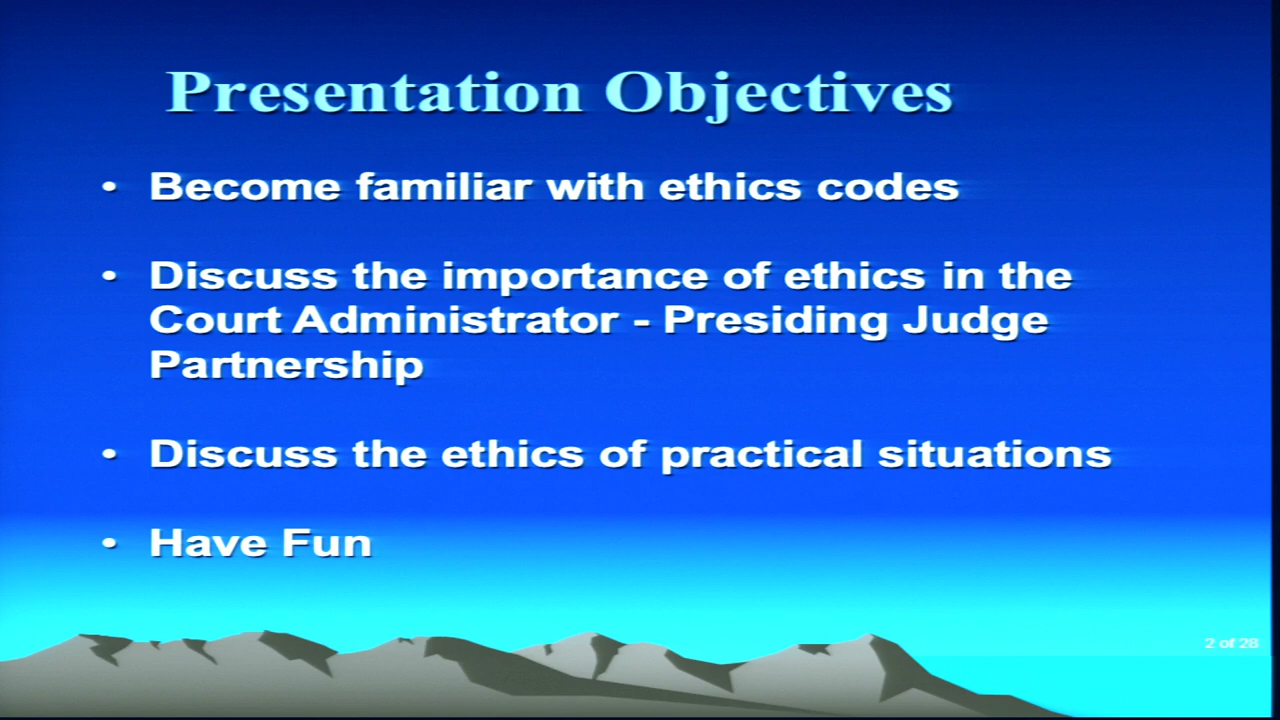 Presentation Objectives
• Become familiar with ethics codes
• Discuss the importance of ethics in the
Court Administrator - Presiding Judge
Partnership
• Discuss the ethics of practical situations
• Have Fun
2 of 28